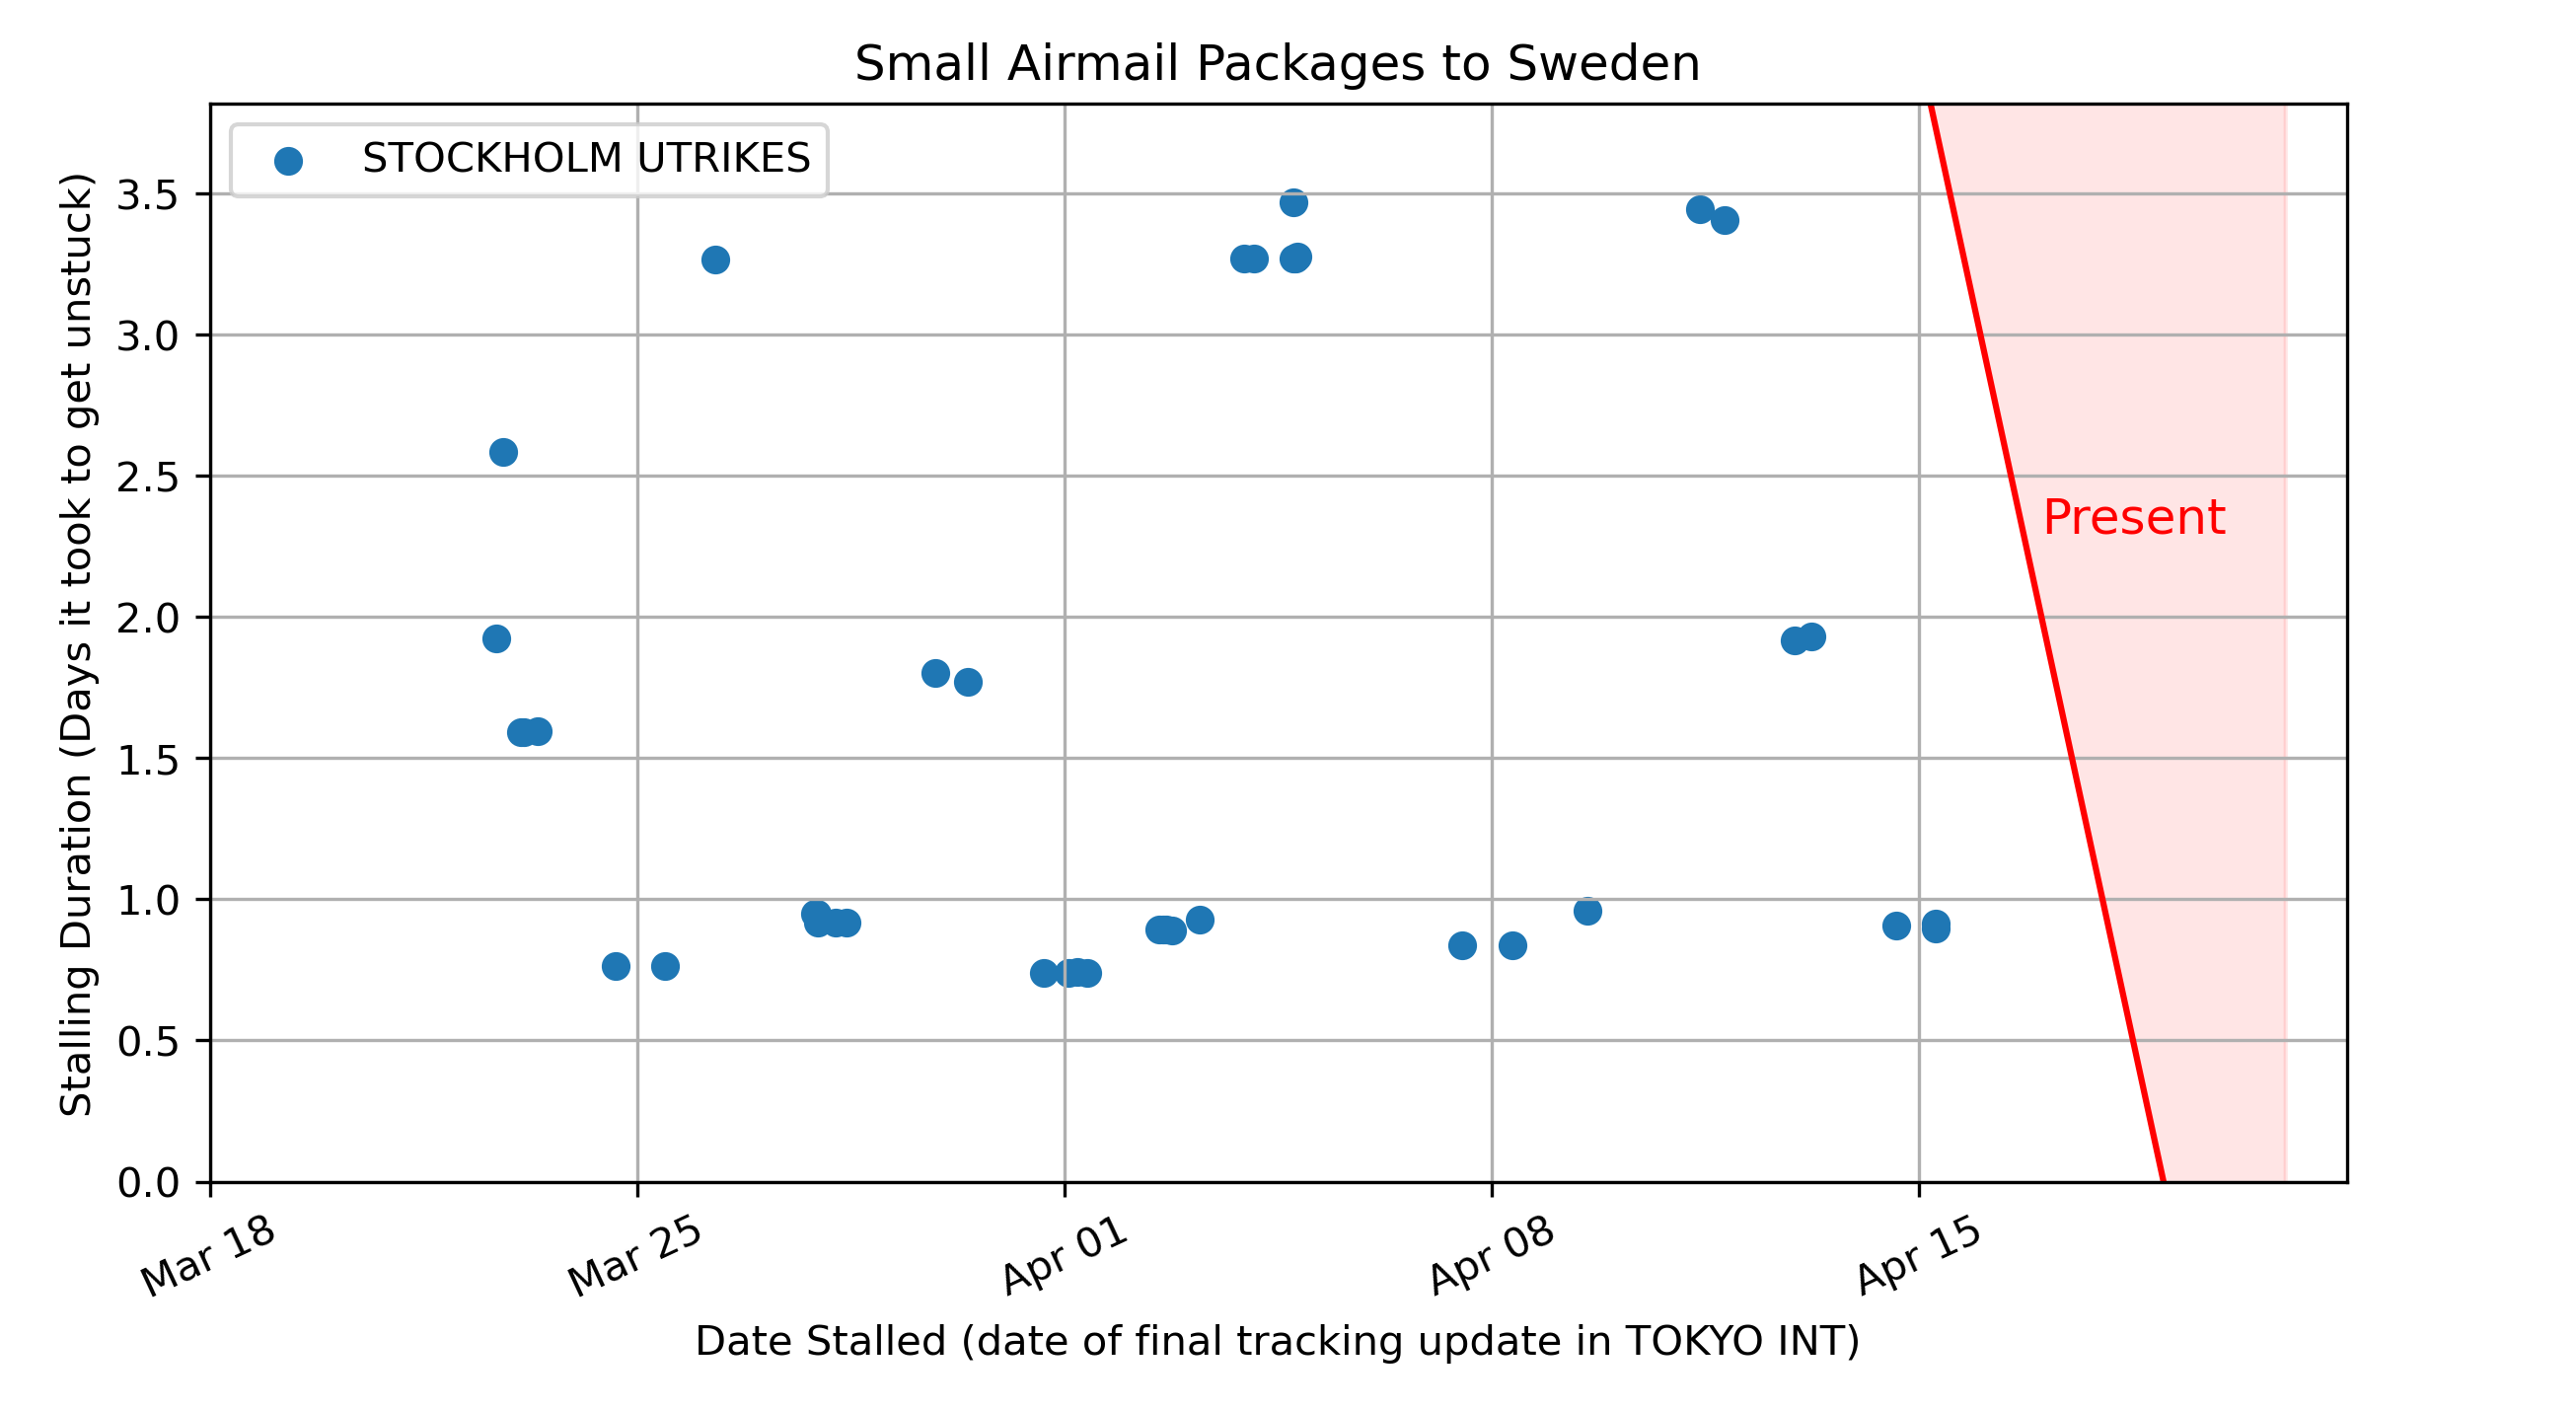 Small Airmail Packages to Sweden
STOCKHOLM UTRIKES
Stalling Duration (Days it took to get unstuck)
3.5
3.0
2.5
2.0
1.5
1.0
0.5
0.0
Present
Mar 18
Mar 25
Apr 01
Apr 08
Apr 15
Date Stalled (date of final tracking update in TOKYO INT)